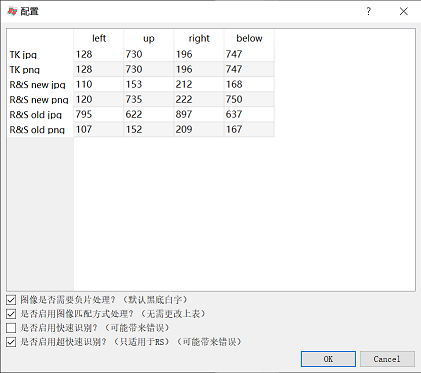 配置
left up right below
TK jpg 128 730 196 747
TK png 128 730 196 747
R&S new jpg 110 153 212 168
R&S new png 120 735 222 750
R&S old jpg 795 622 897 637
R&S old png 107 152 209 167
图像是否需要负片处理？（默认黑底白字）
是否启用图像匹配方式处理？（无需更改上表）
是否启用快速识别？（可能带来错误）
是否启用超快速识别？（只适用于RS）（可能带来错误）
OK Cancel